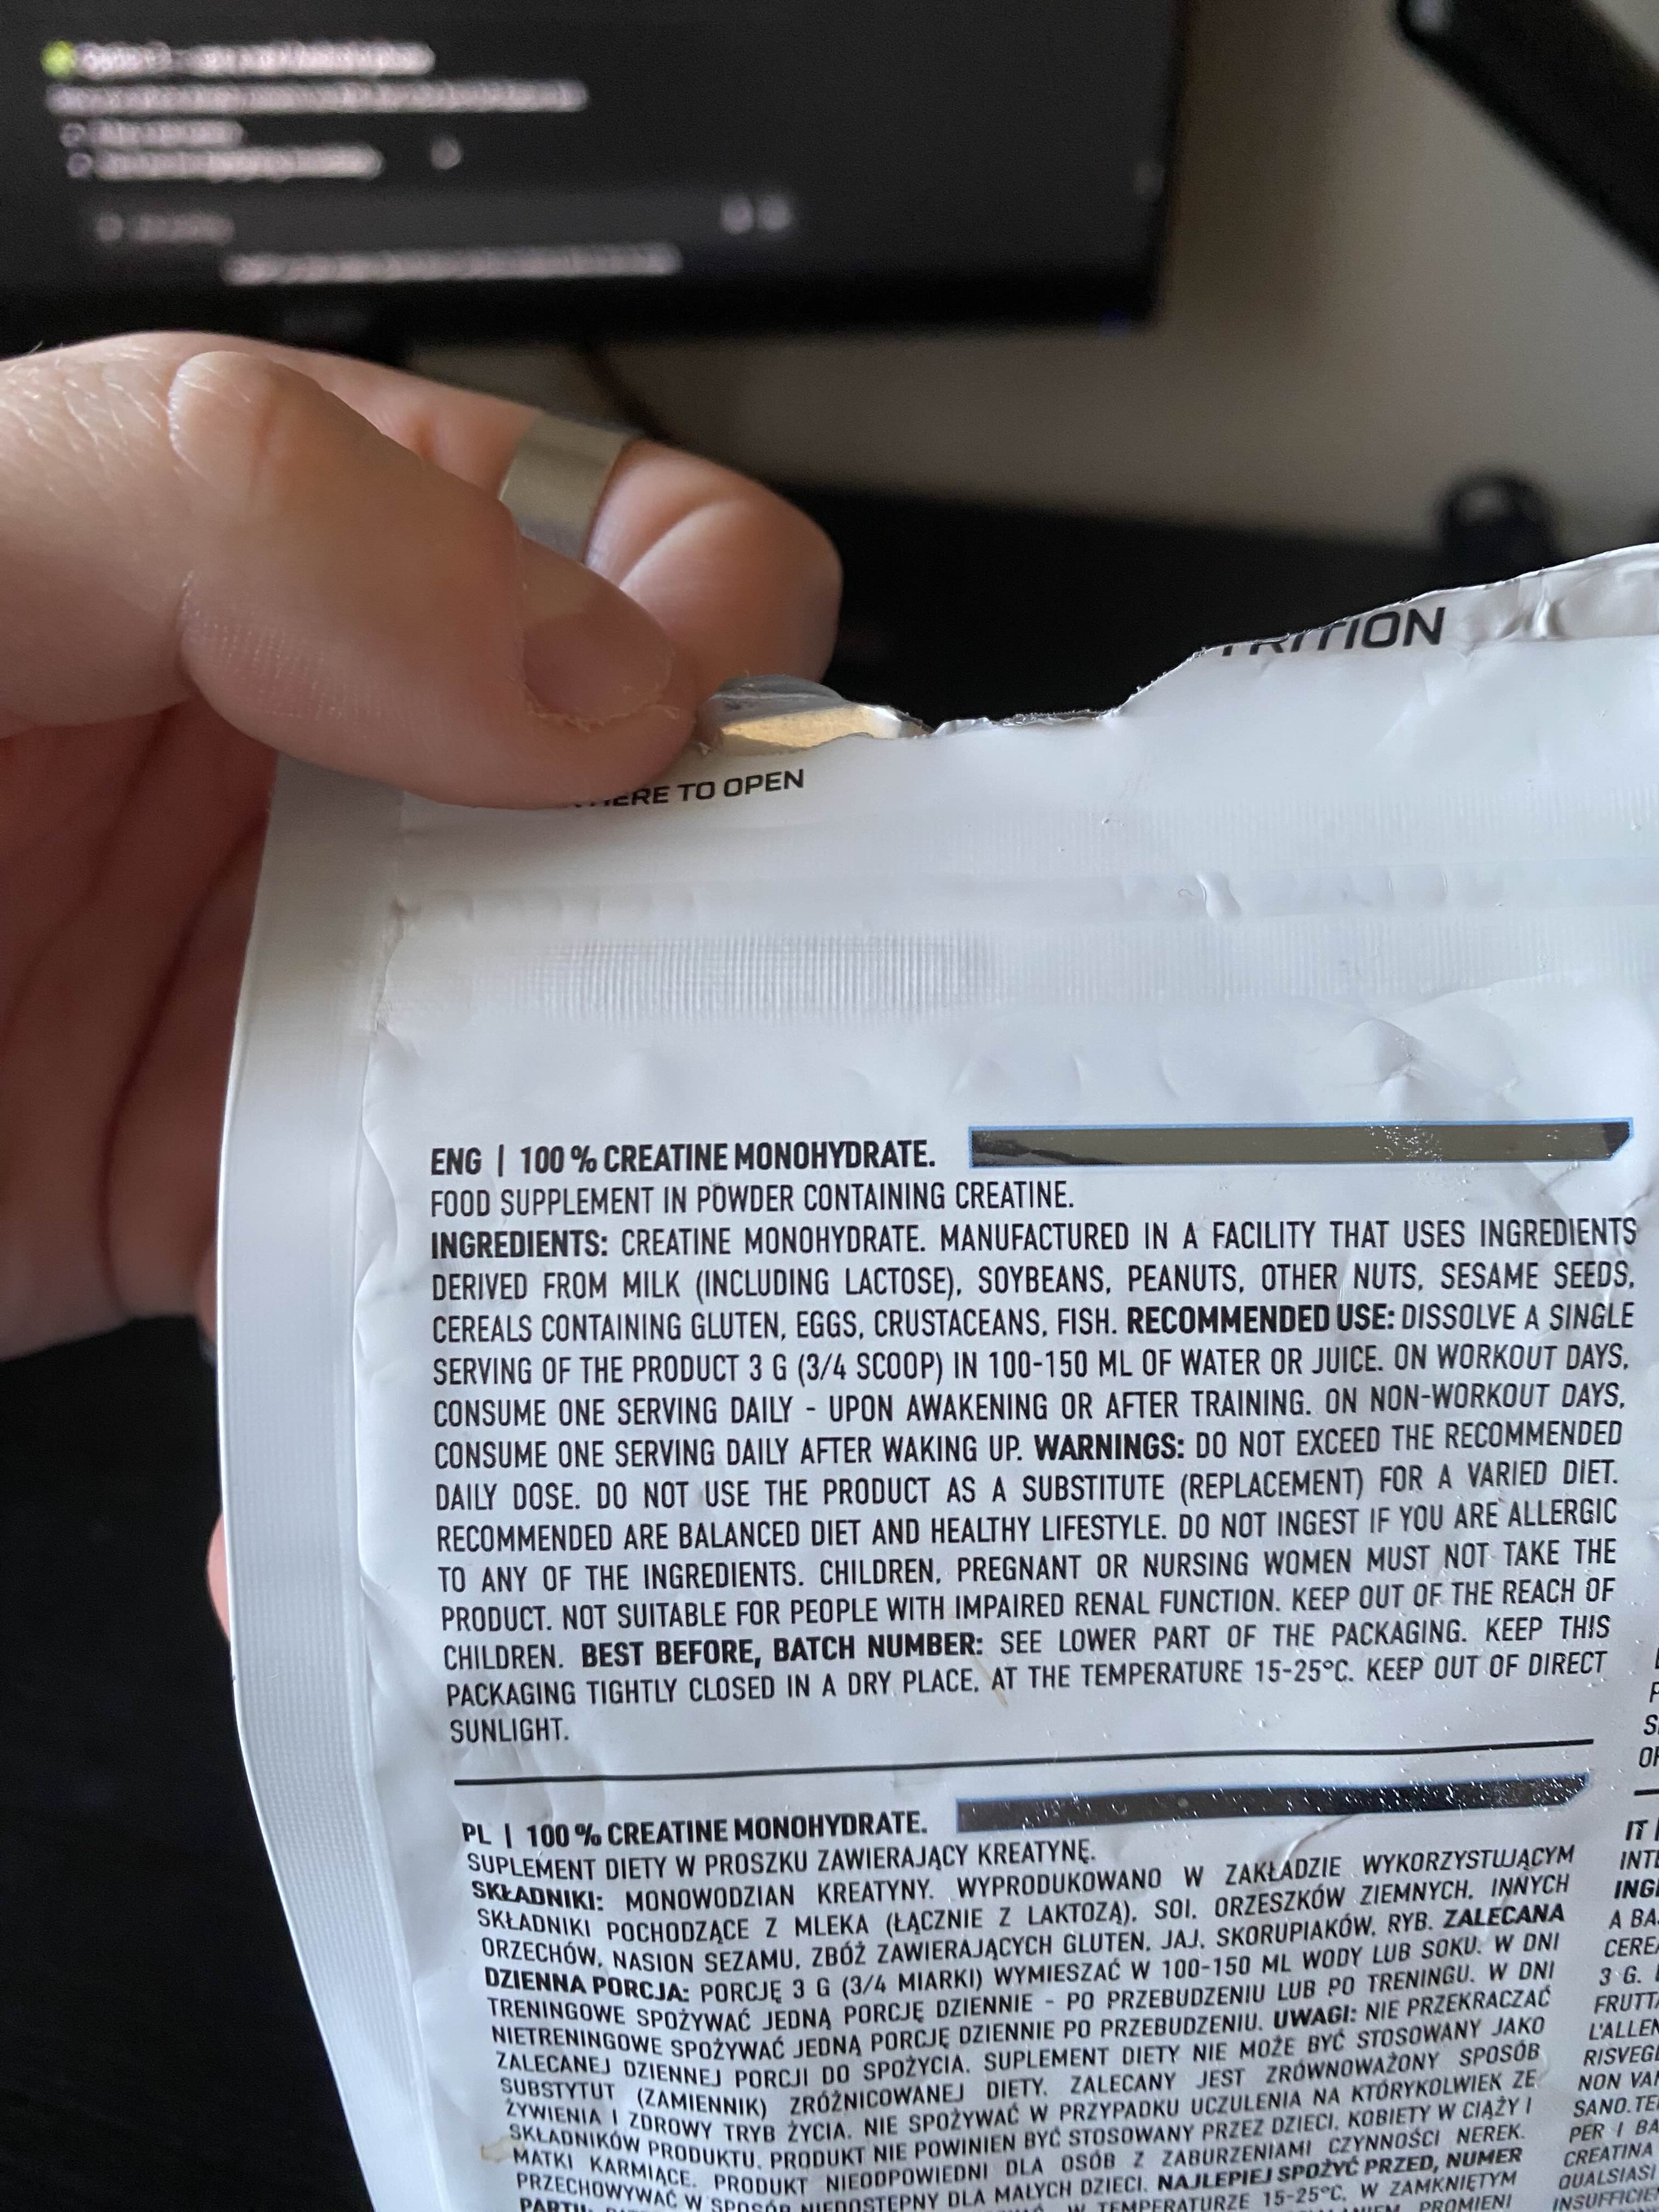 TRITION
HERE TO OPEN
ENG | 100 % CREATINE MONOHYDRATE.
FOOD SUPPLEMENT IN POWDER CONTAINING CREATINE.
INGREDIENTS: CREATINE MONOHYDRATE. MANUFACTURED IN A FACILITY THAT USES INGREDIENTS
DERIVED FROM MILK (INCLUDING LACTOSE), SOYBEANS, PEANUTS, OTHER NUTS, SESAME SEEDS,
CEREALS CONTAINING GLUTEN, EGGS, CRUSTACEANS, FISH. RECOMMENDED USE: DISSOLVE A SINGLE
SERVING OF THE PRODUCT 3 G (3/4 SCOOP) IN 100-150 ML OF WATER OR JUICE. ON WORKOUT DAYS,
CONSUME ONE SERVING DAILY - UPON AWAKENING OR AFTER TRAINING. ON NON-WORKOUT DAYS,
CONSUME ONE SERVING DAILY AFTER WAKING UP. WARNINGS: DO NOT EXCEED THE RECOMMENDED
DAILY DOSE. DO NOT USE THE PRODUCT AS A SUBSTITUTE (REPLACEMENT) FOR A VARIED DIET.
RECOMMENDED ARE BALANCED DIET AND HEALTHY LIFESTYLE. DO NOT INGEST IF YOU ARE ALLERGIC
TO ANY OF THE INGREDIENTS. CHILDREN, PREGNANT OR NURSING WOMEN MUST NOT TAKE THE
PRODUCT. NOT SUITABLE FOR PEOPLE WITH IMPAIRED RENAL FUNCTION. KEEP OUT OF THE REACH OF
CHILDREN. BEST BEFORE, BATCH NUMBER: SEE LOWER PART OF THE PACKAGING. KEEP THIS
PACKAGING TIGHTLY CLOSED IN A DRY PLACE, AT THE TEMPERATURE 15-25°C. KEEP OUT OF DIRECT
SUNLIGHT.
PL | 100 % CREATINE MONOHYDRATE.
SUPLEMENT DIETY W PROSZKU ZAWIERAJĄCY KREATYNĘ.
SKŁADNIKI: MONOWODZIAN KREATYNY. WYPRODUKOWANO W ZAKŁADZIE WYKORZYSTUJĄCYM
SKŁADNIKI POCHODZĄCE Z MLEKA (ŁĄCZNIE Z LAKTOZĄ), SOI, ORZESZKÓW ZIEMNYCH, INNYCH
ORZECHÓW, NASION SEZAMU, ZBÓŻ ZAWIERAJĄCYCH GLUTEN, JAJ, SKORUPIAKÓW, RYB. ZALECANA
DZIENNA PORCJA: PORCJĘ 3 G (3/4 MIARKI) WYMIESZAĆ W 100-150 ML WODY LUB SOKU. W DNI
TRENINGOWE SPOŻYWAĆ JEDNĄ PORCJĘ DZIENNIE - PO PRZEBUDZENIU LUB PO TRENINGU. W DNI
NIETRENINGOWE SPOŻYWAĆ JEDNĄ PORCJĘ DZIENNIE PO PRZEBUDZENIU. UWAGI: NIE PRZEKRACZAĆ
ZALECANEJ DZIENNEJ PORCJI DO SPOŻYCIA. SUPLEMENT DIETY NIE MOŻE BYĆ STOSOWANY JAKO
SUBSTYTUT (ZAMIENNIK) ZRÓŻNICOWANEJ DIETY. ZALECANY JEST ZRÓWNOWAŻONY SPOSÓB
ŻYWIENIA I ZDROWY TRYB ŻYCIA. NIE SPOŻYWAĆ W PRZYPADKU UCZULENIA NA KTÓRYKOLWIEK ZE
SKŁADNIKÓW PRODUKTU. PRODUKT NIE POWINIEN BYĆ STOSOWANY PRZEZ DZIECI, KOBIETY W CIĄŻY I
MATKI KARMIĄCE. PRODUKT NIEODPOWIEDNI DLA OSÓB Z ZABURZENIAMI CZYNNOŚCI NEREK.
PRZECHOWYWAĆ W SPOSÓB NIEDOSTĘPNY DLA MAŁYCH DZIECI. NAJLEPIEJ SPOŻYĆ PRZED, NUMER
PARTII: W TEMPERATURZE 15-25°C, W ZAMKNIĘTYM
PROMIENI
IT
INTE
ING
A BA
CERE
3 G.
FRUTTA
L'ALLEN
RISVEGL
NON VAN
SANO. TE
PER I BA
CREATINA
QUALSIASI
INSUFFICIE